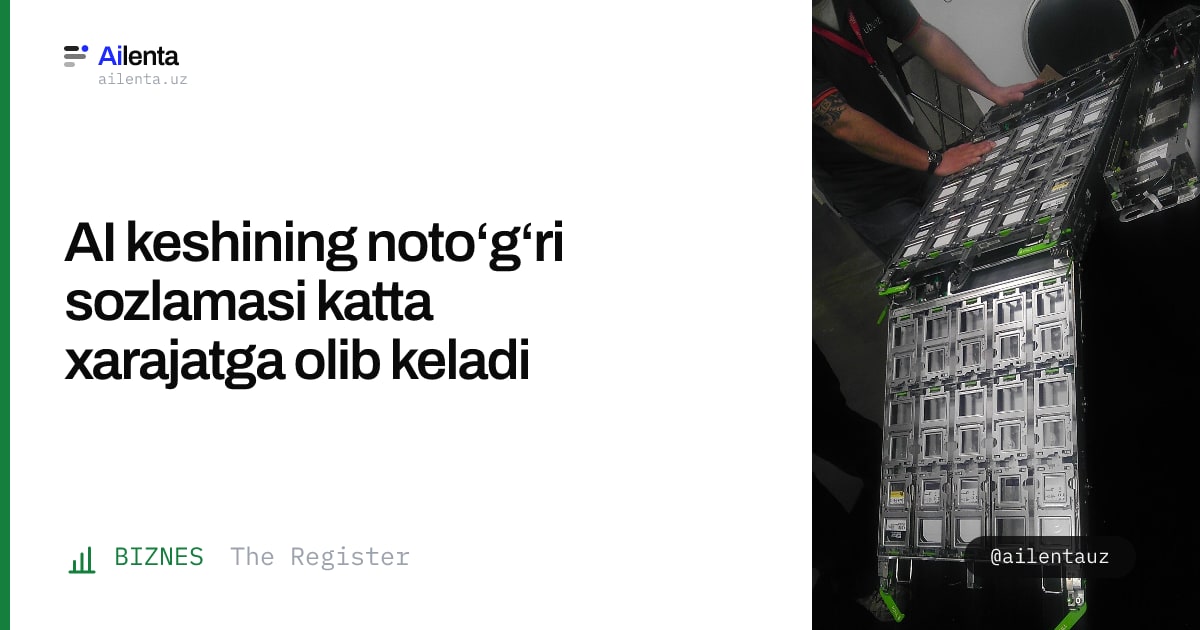 Ailenta
ailenta.uz
AI keshining noto‘g‘ri
sozlamasi katta
xarajatga olib keladi
BIZNES The Register
@ailentauz